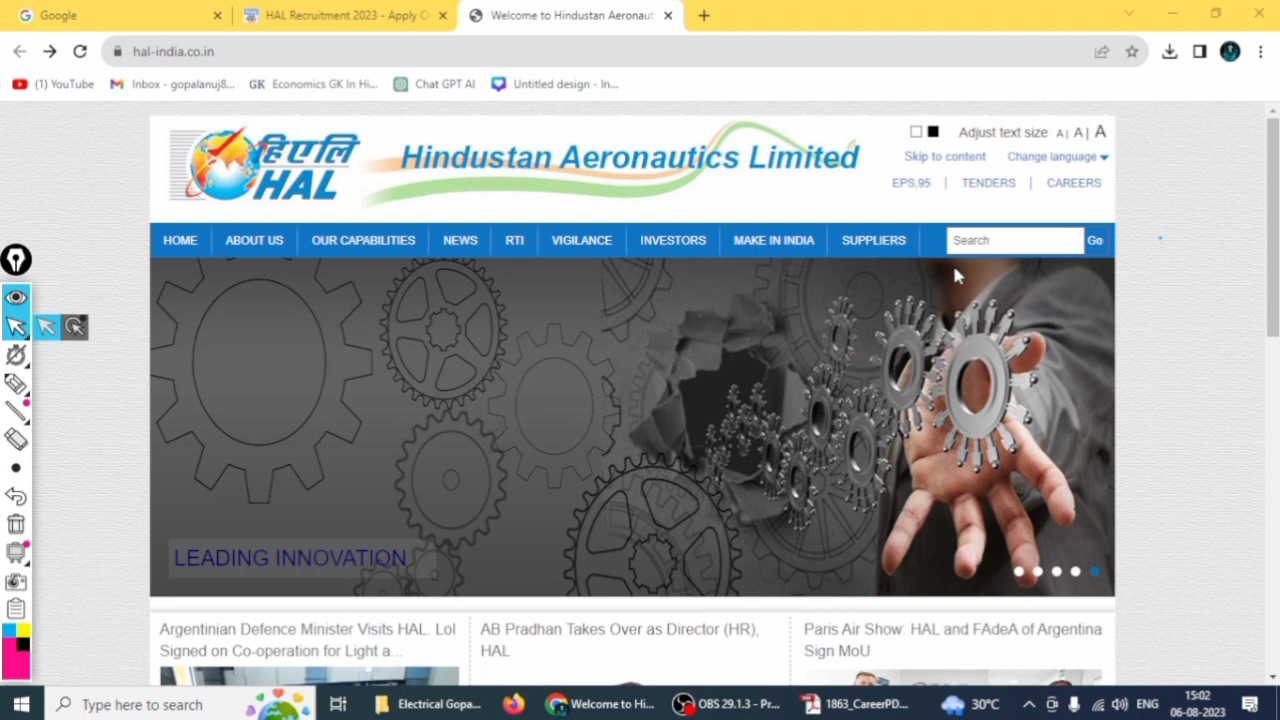 Google
HAL Recruitment 2023 - Apply O
Welcome to Hindustan Aeronaut
hal-india.co.in
(1) YouTube
Inbox - gopalanuj8...
GK Economics GK In Hi...
Chat GPT AI
Untitled design - In...
हिएलि
HAL
Hindustan Aeronautics Limited
Adjust text size A | A | A
Skip to content Change language
EPS,95 | TENDERS | CAREERS
HOME ABOUT US OUR CAPABILITIES NEWS RTI VIGILANCE INVESTORS MAKE IN INDIA SUPPLIERS Search Go
LEADING INNOVATION
Argentinian Defence Minister Visits HAL. LoI
Signed on Co-operation for Light a...
AB Pradhan Takes Over as Director (HR),
HAL
Paris Air Show: HAL and FAdeA of Argentina
Sign MoU
Type here to search
Electrical Gopa...
Welcome to Hi...
OBS 29.1.3 - Pr...
1863_CareerPD...
30°C
ENG
15:02
06-08-2023